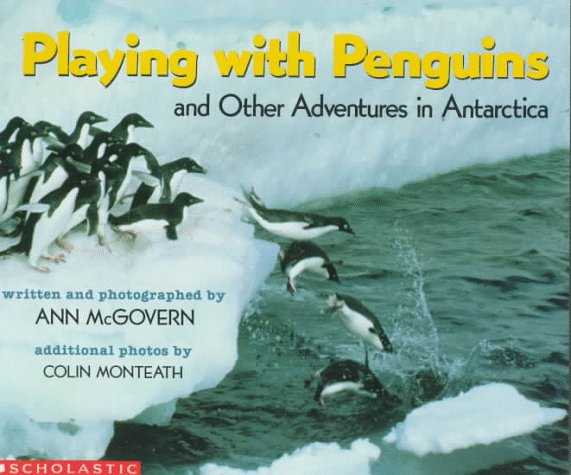 Playing with Penguins
and Other Adventures in Antarctica
written and photographed by
ANN McGOVERN
additional photos by
COLIN MONTEATH
SCHOLASTIC